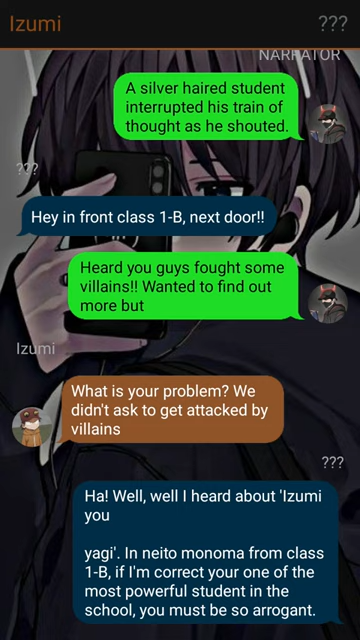 Izumi
???
NARRATOR
A silver haired student
interrupted his train of
thought as he shouted.
???
Hey in front class 1-B, next door!!
Heard you guys fought some
villains!! Wanted to find out
more but
Izumi
What is your problem? We
didn't ask to get attacked by
villains
???
Ha! Well, well I heard about 'Izumi
you
yagi'. In neito monoma from class
1-B, if I'm correct your one of the
most powerful student in the
school, you must be so arrogant.